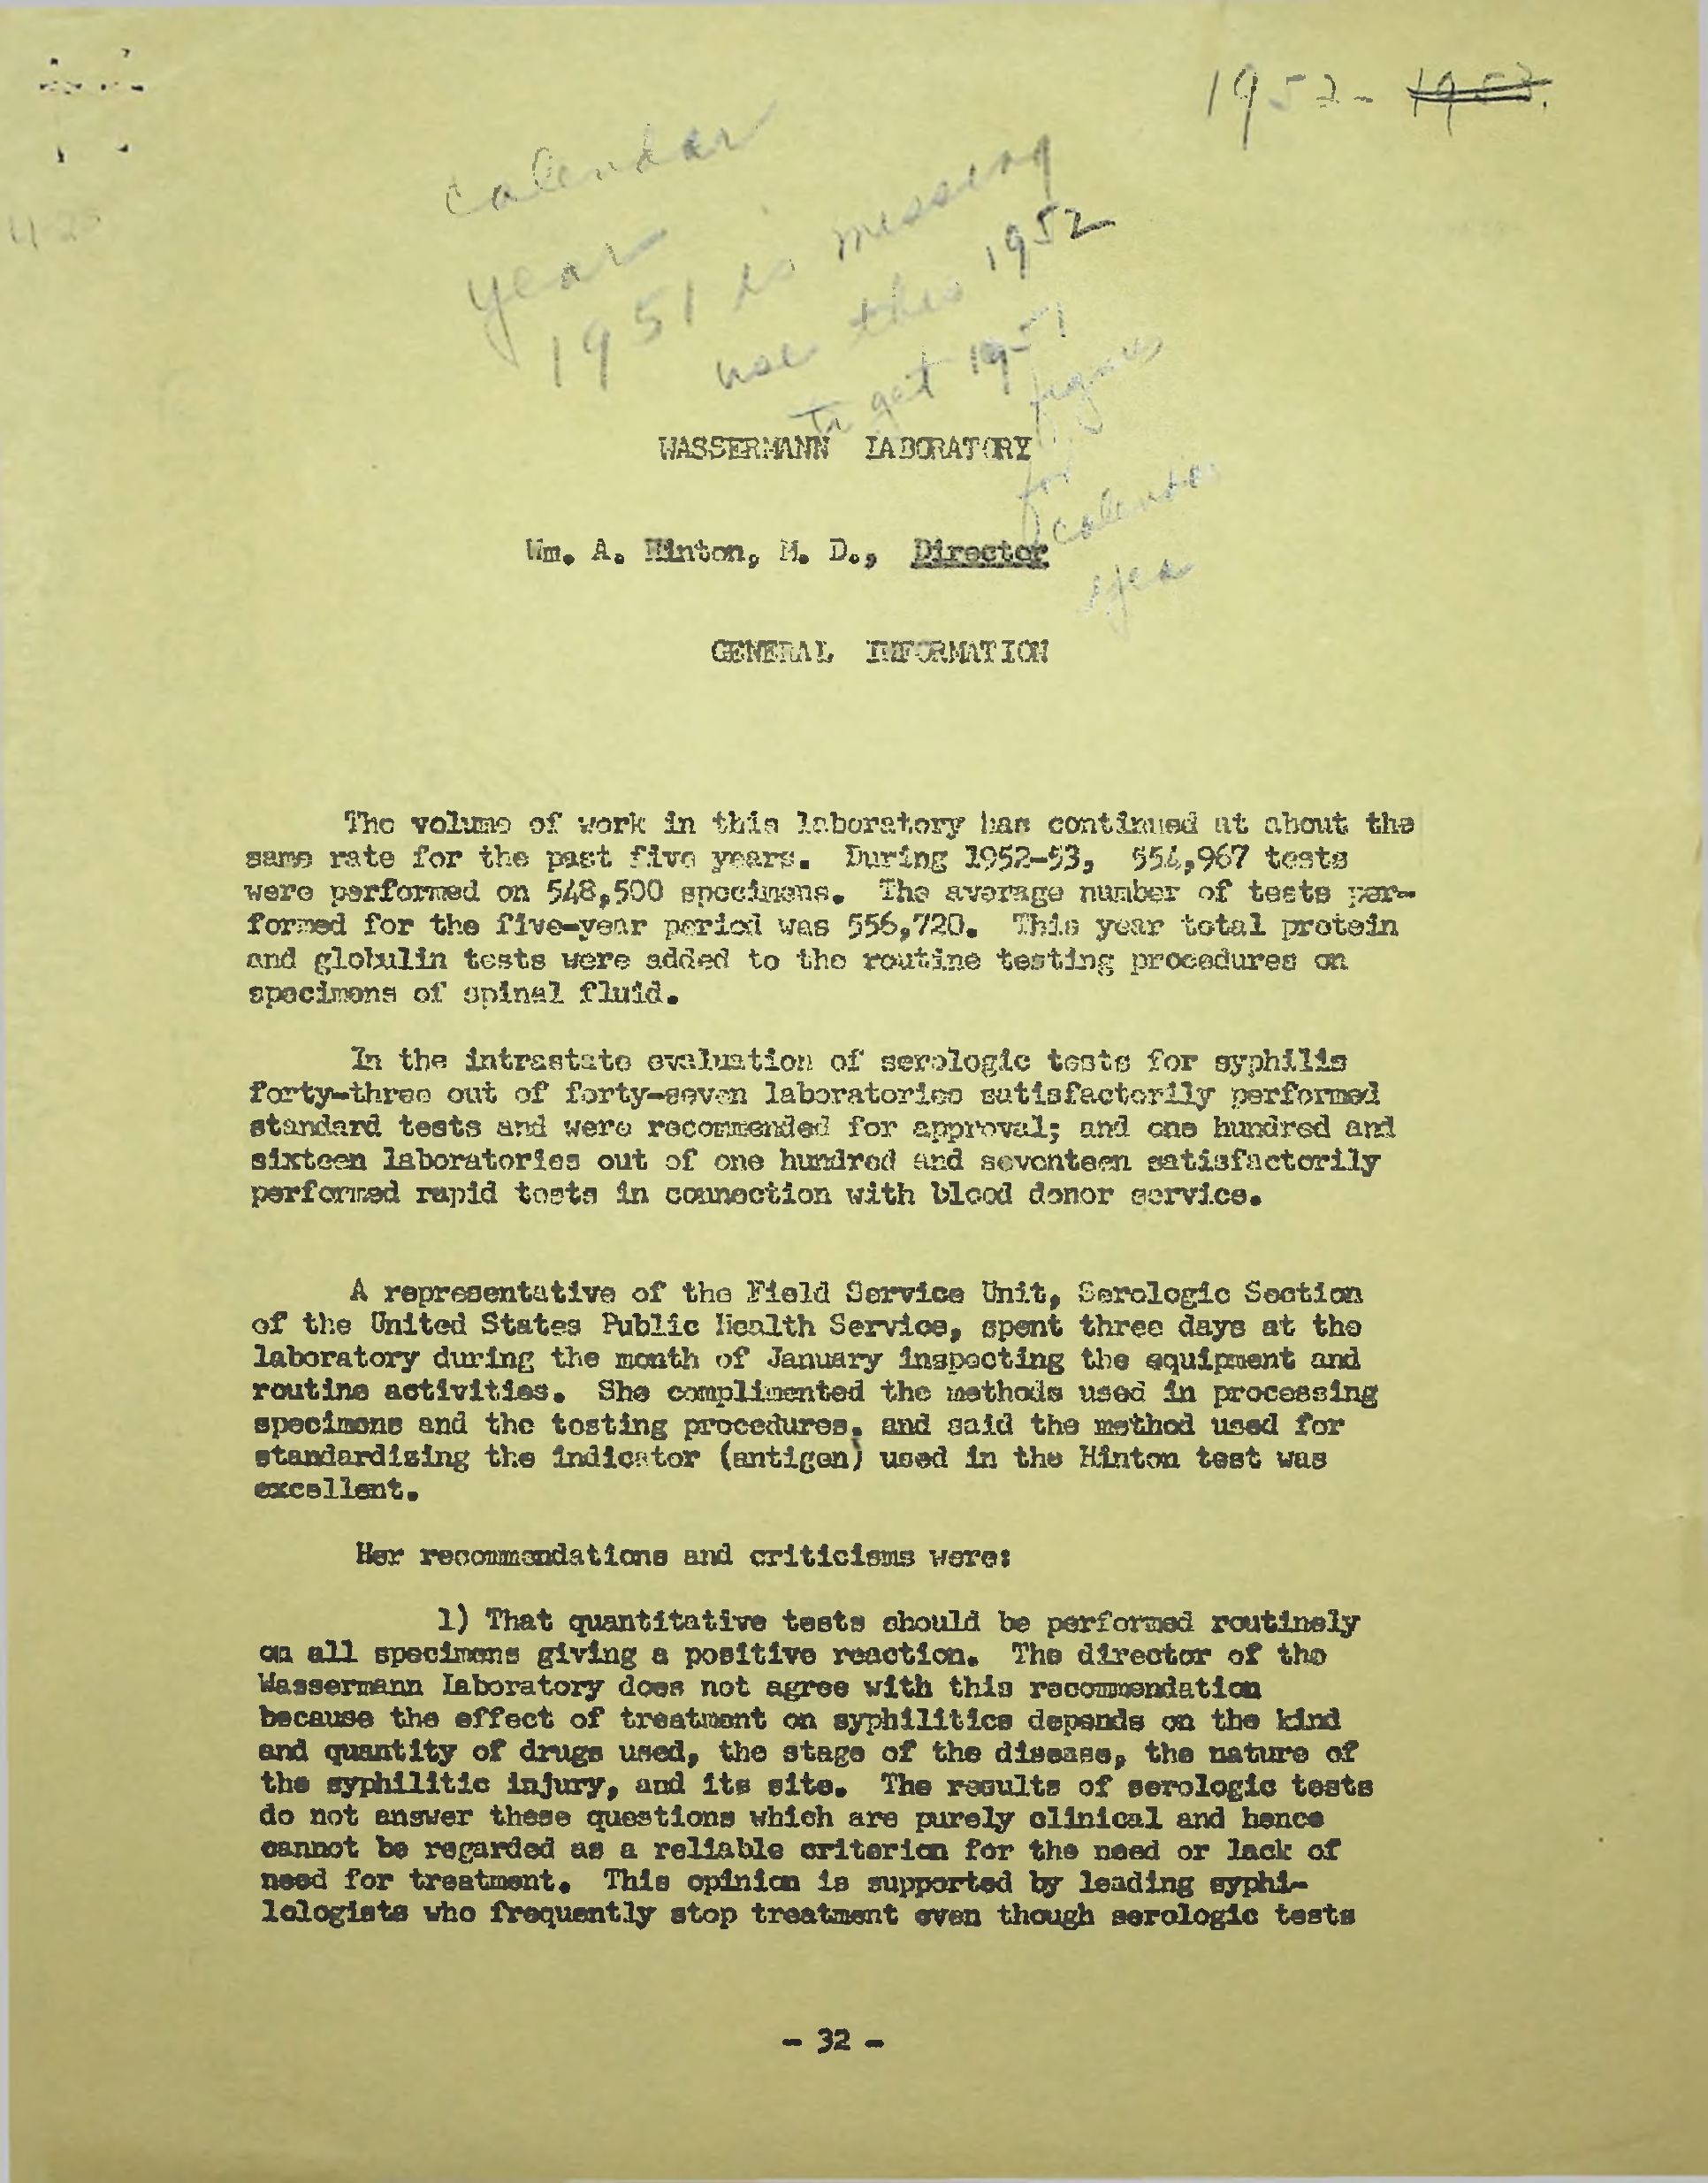 1952- 1953.
calendar
year
1951 is missing
use this 1952
to get 1951
figure
for
calendar
WASSERMANN LABORATORY
Wm. A. Hinton, M. D., Director
GENERAL INFORMATION
The volume of work in this laboratory has continued at about the
same rate for the past five years. During 1952-53, 554,967 tests
were performed on 548,500 specimens. The average number of tests per-
formed for the five-year period was 556,720. This year total protein
and globulin tests were added to the routine testing procedures on
specimens of spinal fluid.
In the intrastate evaluation of serologic tests for syphilis
forty-three out of forty-seven laboratories satisfactorily performed
standard tests and were recommended for approval; and one hundred and
sixteen laboratories out of one hundred and seventeen satisfactorily
performed rapid tests in connection with blood donor service.
A representative of the Field Service Unit, Serologic Section
of the United States Public Health Service, spent three days at the
laboratory during the month of January inspecting the equipment and
routine activities. She complimented the methods used in processing
specimens and the testing procedures, and said the method used for
standardizing the indicator (antigen) used in the Hinton test was
excellent.
Her recommendations and criticisms were:
1) That quantitative tests should be performed routinely
on all specimens giving a positive reaction. The director of the
Wassermann Laboratory does not agree with this recommendation
because the effect of treatment on syphilitics depends on the kind
and quantity of drugs used, the stage of the disease, the nature of
the syphilitic injury, and its site. The results of serologic tests
do not answer these questions which are purely clinical and hence
cannot be regarded as a reliable criterion for the need or lack of
need for treatment. This opinion is supported by leading syphi-
lologists who frequently stop treatment even though serologic tests
- 32 -